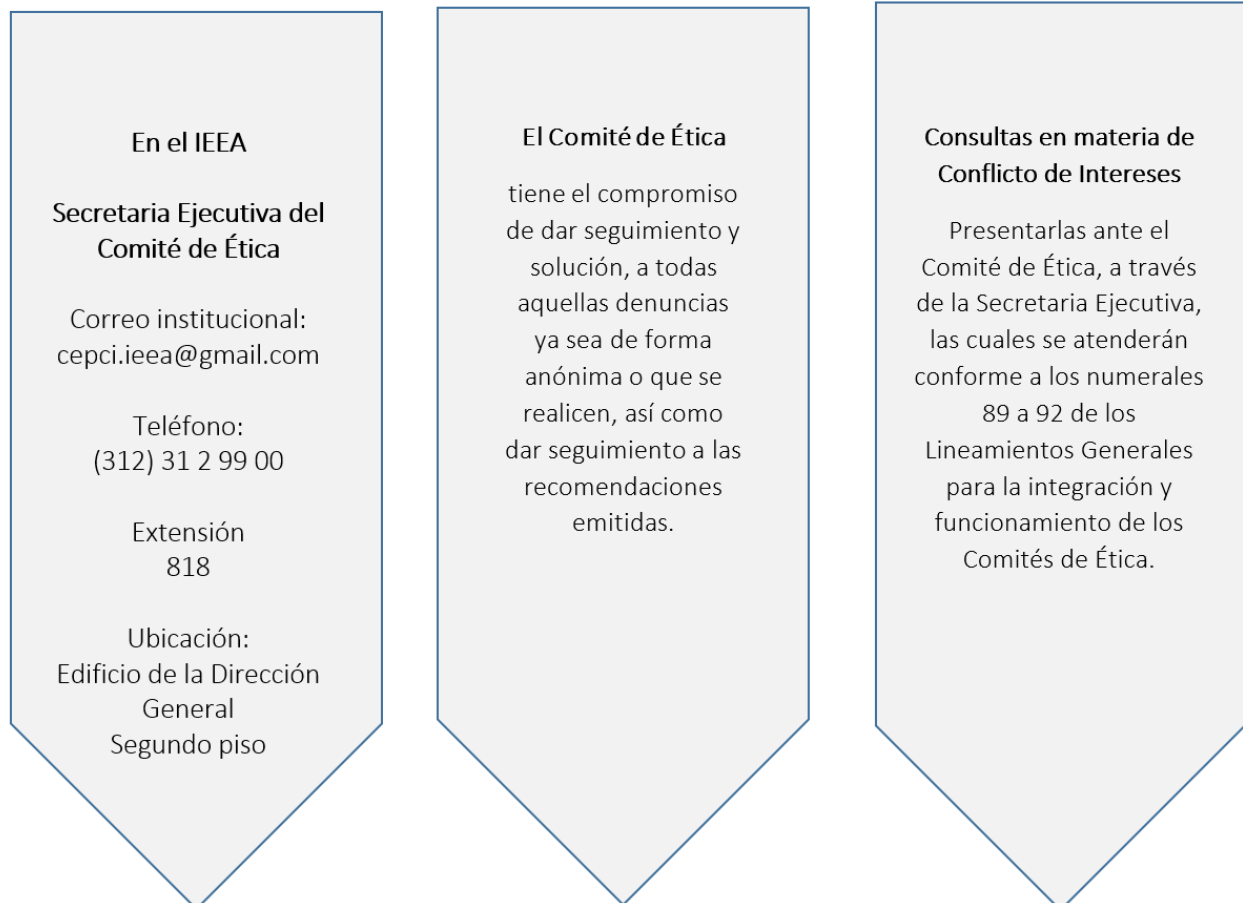 En el IEEA
Secretaria Ejecutiva del
Comité de Ética
Correo institucional:
cepci.ieea@gmail.com
Teléfono:
(312) 31 2 99 00
Extensión
818
Ubicación:
Edificio de la Dirección
General
Segundo piso
El Comité de Ética
tiene el compromiso
de dar seguimiento y
solución, a todas
aquellas denuncias
ya sea de forma
anónima o que se
realicen, así como
dar seguimiento a las
recomendaciones
emitidas.
Consultas en materia de
Conflicto de Intereses
Presentarlas ante el
Comité de Ética, a través
de la Secretaria Ejecutiva,
las cuales se atenderán
conforme a los numerales
89 a 92 de los
Lineamientos Generales
para la integración y
funcionamiento de los
Comités de Ética.